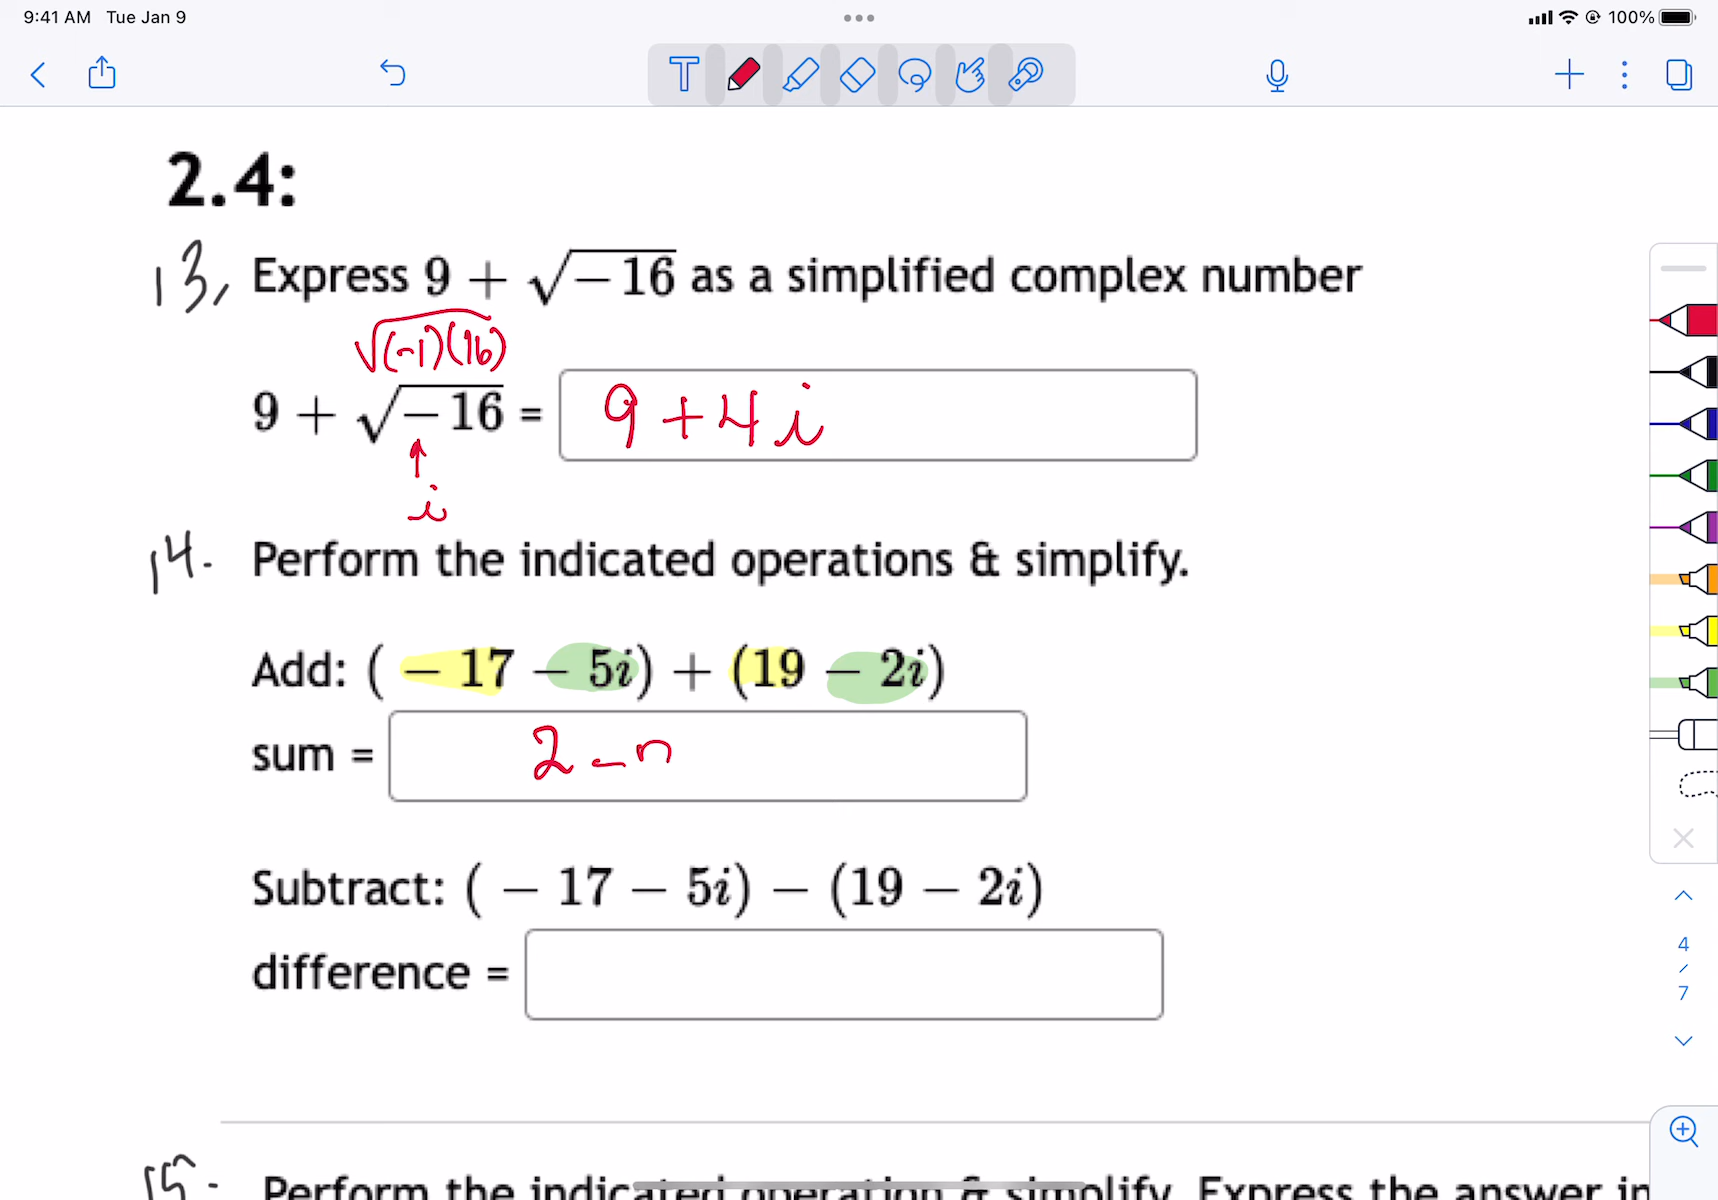 9:41 AM Tue Jan 9
100%
2.4:
13, Express 9 + √−16 as a simplified complex number
√(-1)(16)
9 + √−16 = 9 + 4i
i
14. Perform the indicated operations & simplify.
Add: (−17 − 5i) + (19 − 2i)
sum = 2 -
Subtract: (−17 − 5i) − (19 − 2i)
difference =
4
/
7
15. Perform the indicated operation & simplify. Express the answer in